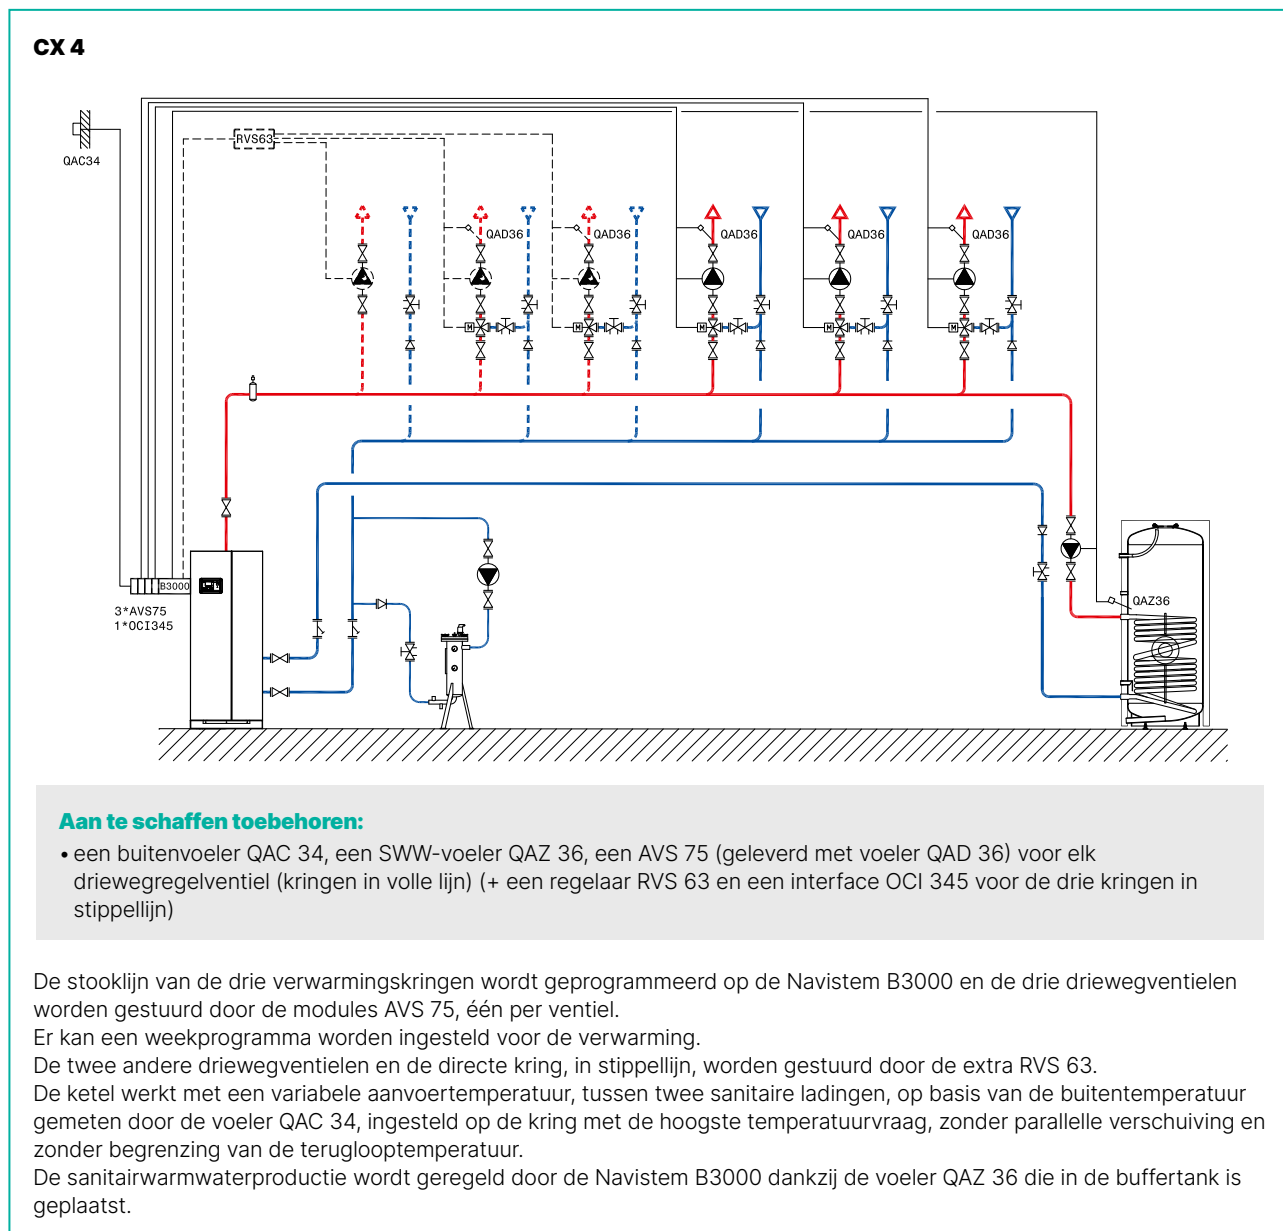 CX 4
QAC34
RVS63
QAD36
QAD36
QAD36
QAD36
QAD36
M
M
M
M
M
B3000
3*AVS75
1*OCI345
QAZ36
Aan te schaffen toebehoren:
• een buitenvoeler QAC 34, een SWW-voeler QAZ 36, een AVS 75 (geleverd met voeler QAD 36) voor elk
driewegregelventiel (kringen in volle lijn) (+ een regelaar RVS 63 en een interface OCI 345 voor de drie kringen in
stippellijn)
De stooklijn van de drie verwarmingskringen wordt geprogrammeerd op de Navistem B3000 en de drie driewegventielen
worden gestuurd door de modules AVS 75, één per ventiel.
Er kan een weekprogramma worden ingesteld voor de verwarming.
De twee andere driewegventielen en de directe kring, in stippellijn, worden gestuurd door de extra RVS 63.
De ketel werkt met een variabele aanvoertemperatuur, tussen twee sanitaire ladingen, op basis van de buitentemperatuur
gemeten door de voeler QAC 34, ingesteld op de kring met de hoogste temperatuurvraag, zonder parallelle verschuiving en
zonder begrenzing van de teruglooptemperatuur.
De sanitairwarmwaterproductie wordt geregeld door de Navistem B3000 dankzij de voeler QAZ 36 die in de buffertank is
geplaatst.